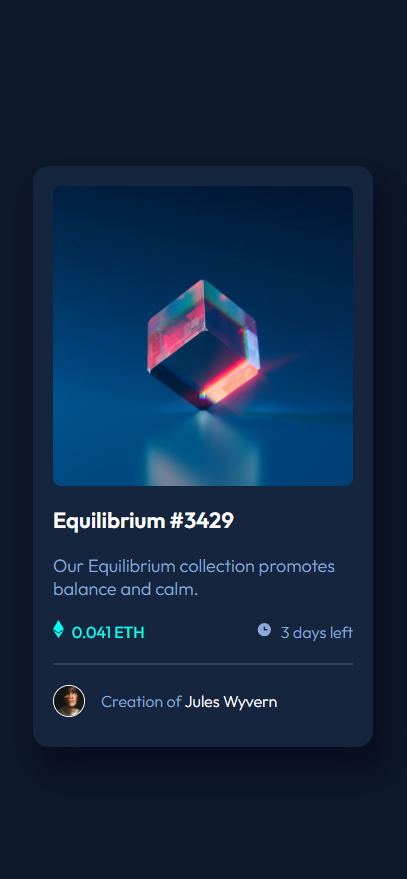 Equilibrium #3429
Our Equilibrium collection promotes
balance and calm.
0.041 ETH
3 days left
Creation of Jules Wyvern